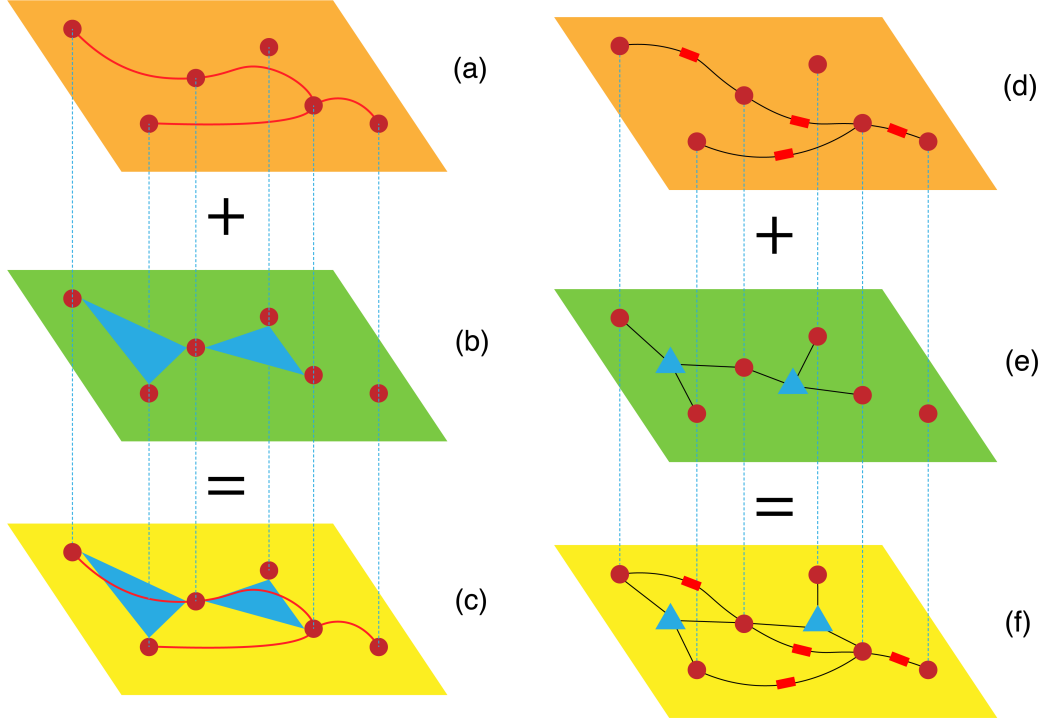 (a)
(d)
+
+
(b)
(e)
=
=
(c)
(f)